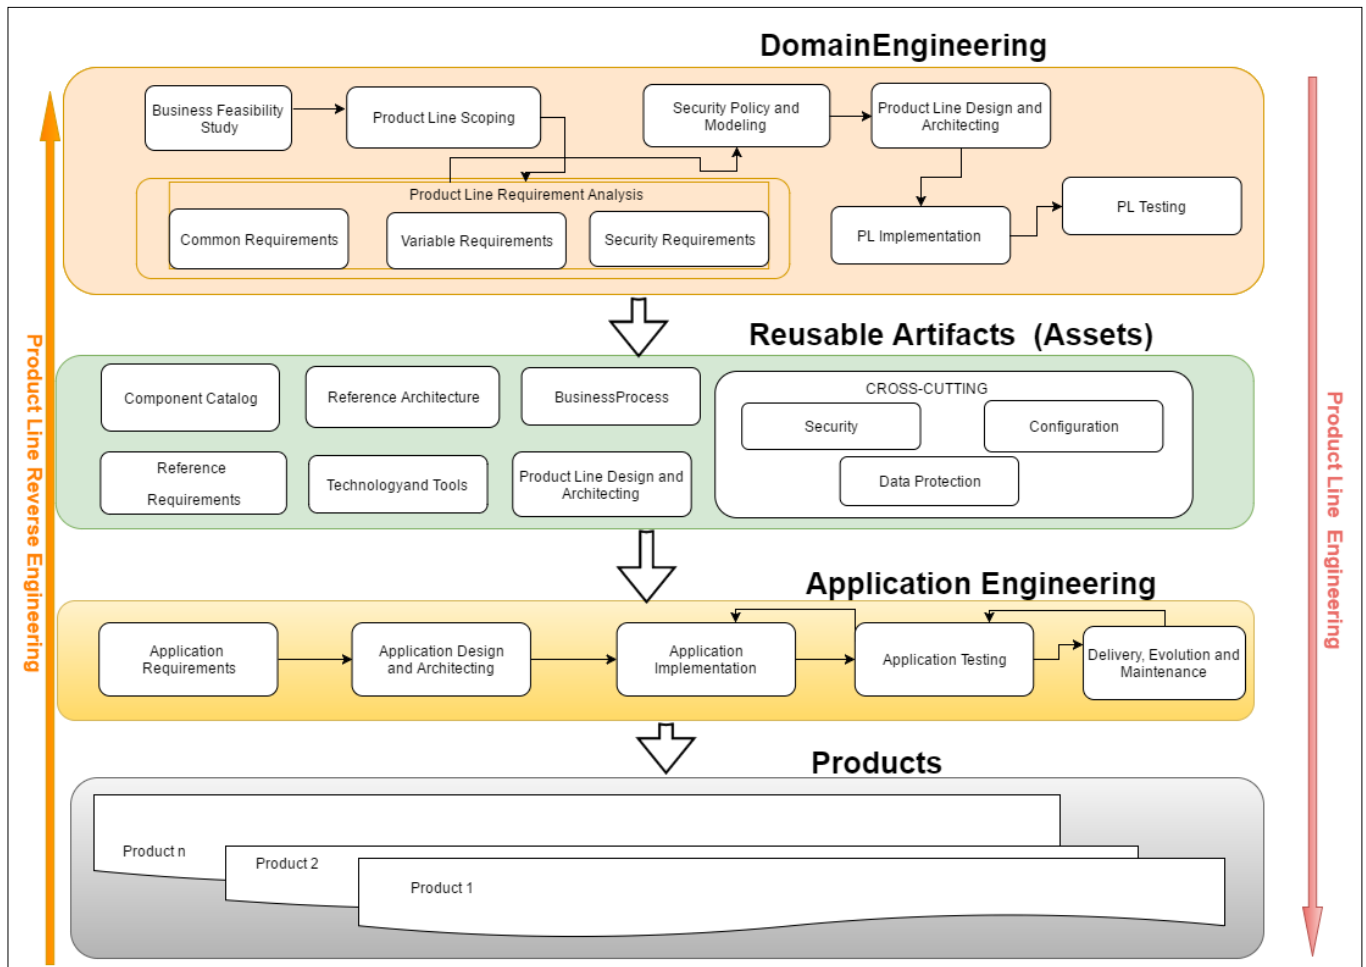 DomainEngineering
Business Feasibility
Study
Product Line Scoping
Security Policy and
Modeling
Product Line Design and
Architecting
Product Line Requirement Analysis
Common Requirements
Variable Requirements
Security Requirements
PL Implementation
PL Testing
Reusable Artifacts (Assets)
Component Catalog
Reference Architecture
BusinessProcess
CROSS-CUTTING
Security
Configuration
Data Protection
Reference
Requirements
Technologyand Tools
Product Line Design and
Architecting
Application Engineering
Application
Requirements
Application Design
and Architecting
Application
Implementation
Application Testing
Delivery, Evolution and
Maintenance
Products
Product n
Product 2
Product 1
Product Line Reverse Engineering
Product Line Engineering